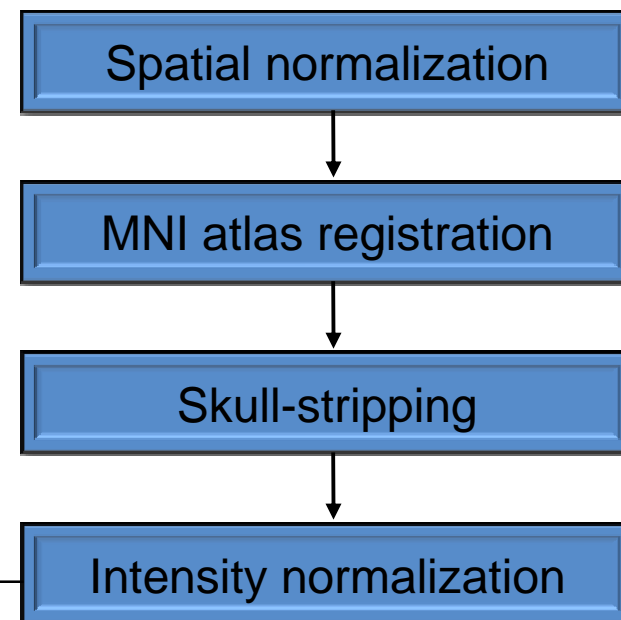 Spatial normalization
MNI atlas registration
Skull-stripping
Intensity normalization